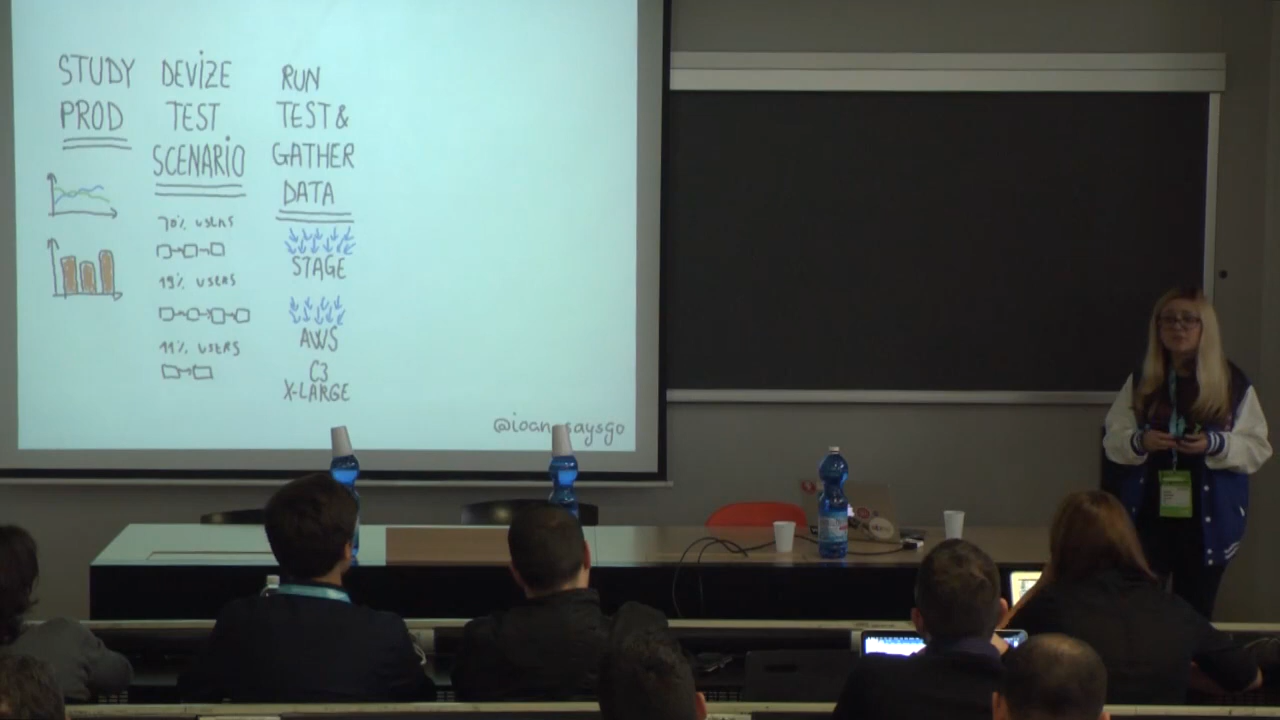 STUDY
PROD
DEVIZE
TEST
SCENARIO
70% USERS
19% USERS
11% USERS
RUN
TEST &
GATHER
DATA
STAGE
AWS
C3
X-LARGE